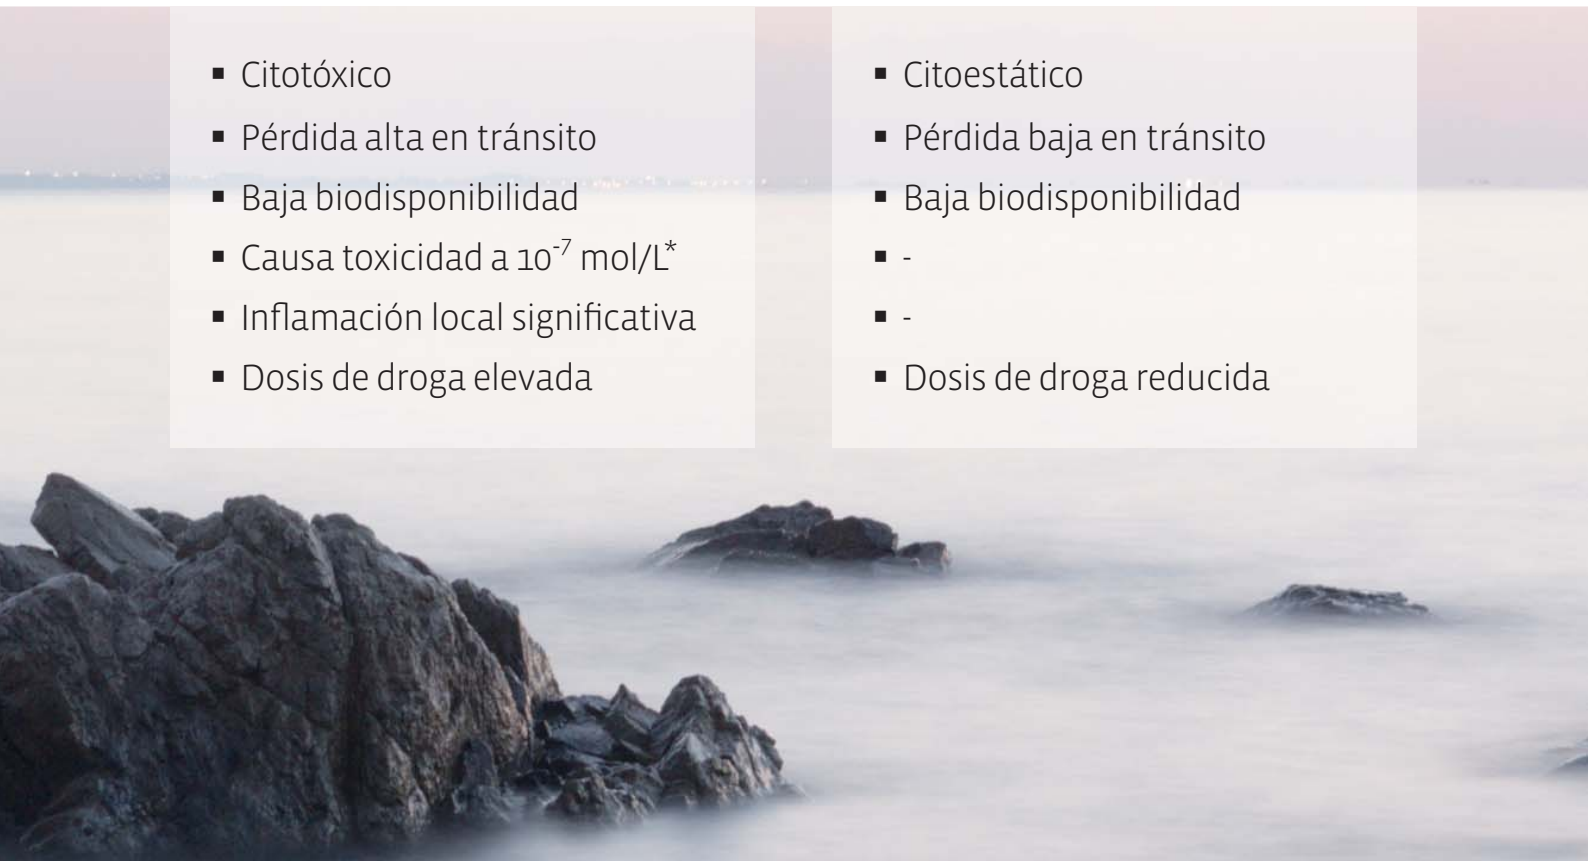 ▪ Citotóxico
▪ Pérdida alta en tránsito
▪ Baja biodisponibilidad
▪ Causa toxicidad a 10⁻⁷ mol/L*
▪ Inflamación local significativa
▪ Dosis de droga elevada
▪ Citoestático
▪ Pérdida baja en tránsito
▪ Baja biodisponibilidad
▪ -
▪ -
▪ Dosis de droga reducida